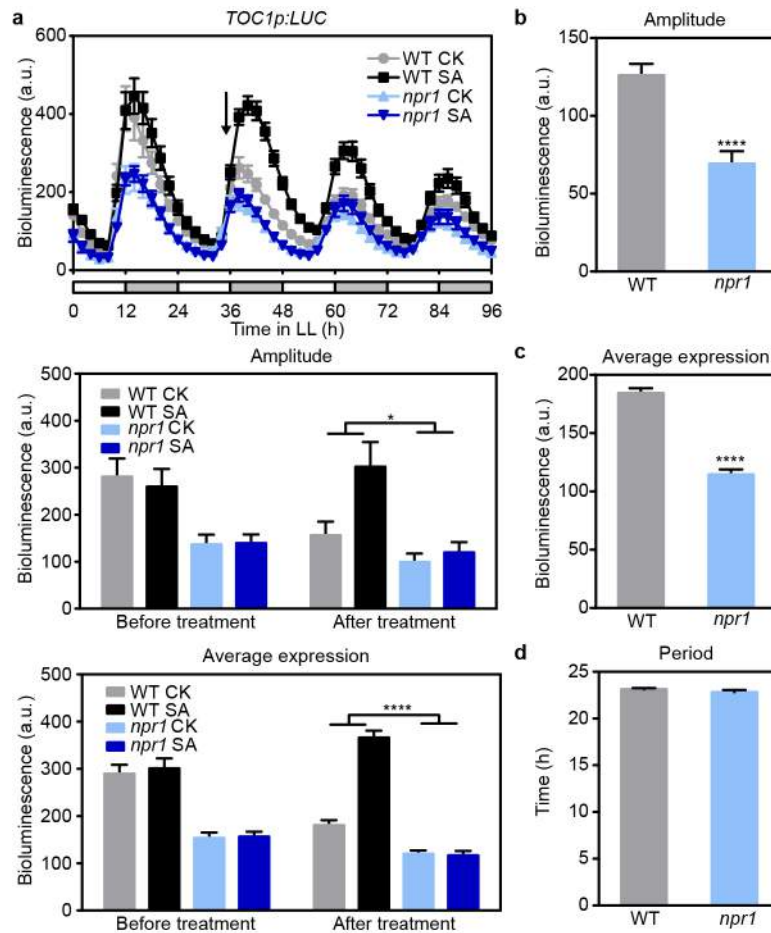 a
TOC1p:LUC
Bioluminescence (a.u.)
600
400
200
0
WT CK
WT SA
npr1 CK
npr1 SA
0 12 24 36 48 60 72 84 96
Time in LL (h)
Amplitude
Bioluminescence (a.u.)
500
400
300
200
100
0
WT CK
WT SA
npr1 CK
npr1 SA
*
Before treatment After treatment
Average expression
Bioluminescence (a.u.)
500
400
300
200
100
0
WT CK
WT SA
npr1 CK
npr1 SA
****
Before treatment After treatment
b
Amplitude
Bioluminescence (a.u.)
150
100
50
0
****
WT npr1
c
Average expression
Bioluminescence (a.u.)
200
150
100
50
0
****
WT npr1
d
Period
Time (h)
25
20
15
10
5
0
WT npr1